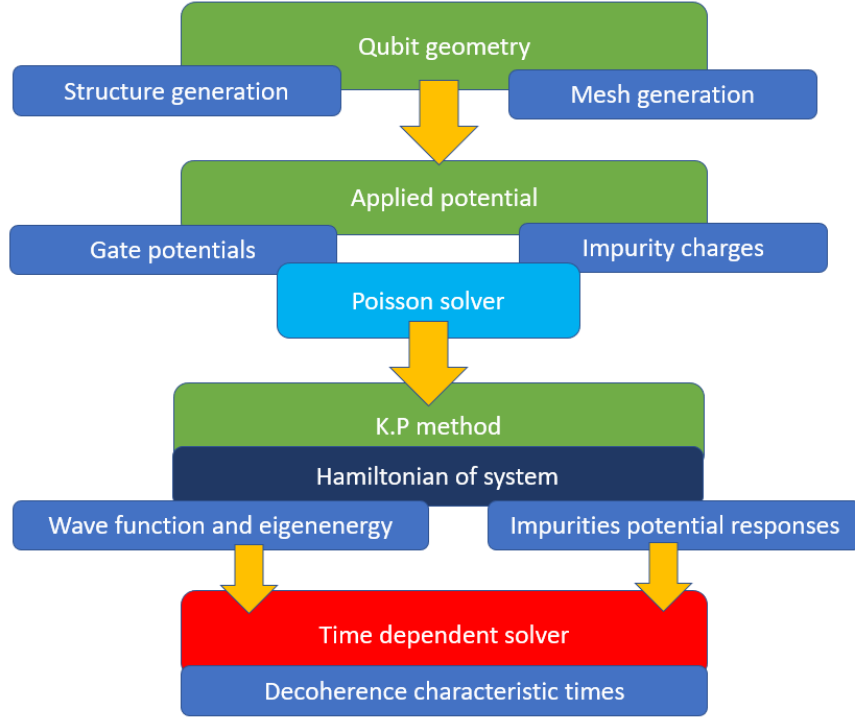 Qubit geometry
Structure generation
Mesh generation
Applied potential
Gate potentials
Impurity charges
Poisson solver
K.P method
Hamiltonian of system
Wave function and eigenenergy
Impurities potential responses
Time dependent solver
Decoherence characteristic times